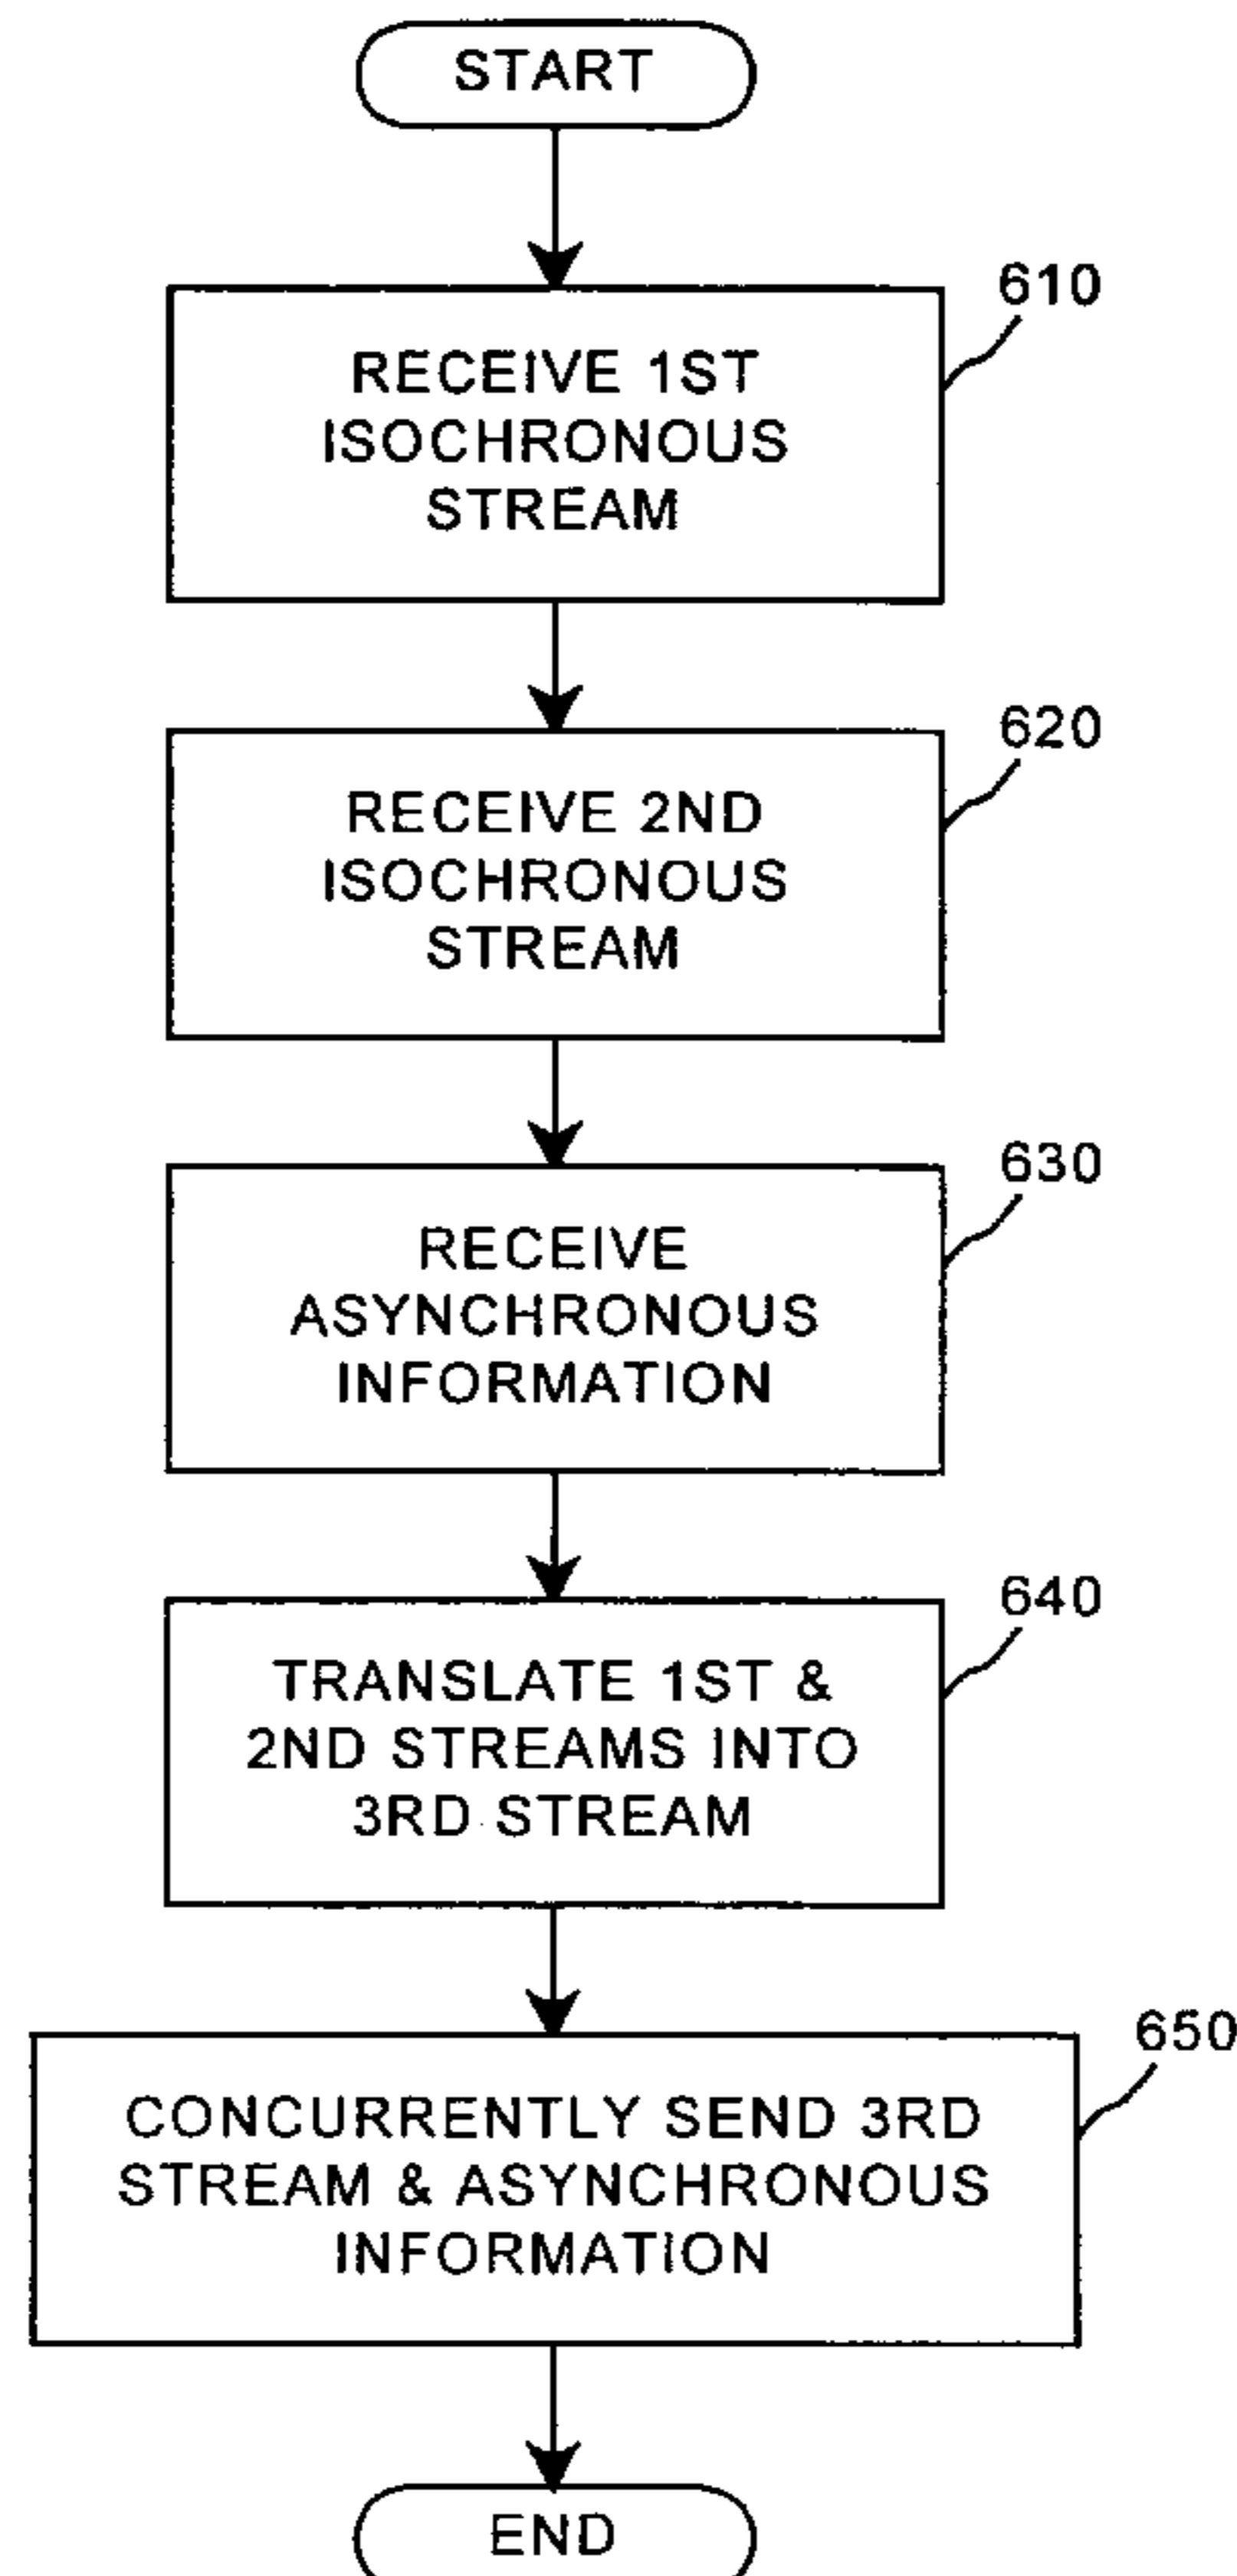 START
610
RECEIVE 1ST
ISOCHRONOUS
STREAM
620
RECEIVE 2ND
ISOCHRONOUS
STREAM
630
RECEIVE
ASYNCHRONOUS
INFORMATION
640
TRANSLATE 1ST &
2ND STREAMS INTO
3RD STREAM
650
CONCURRENTLY SEND 3RD
STREAM & ASYNCHRONOUS
INFORMATION
END